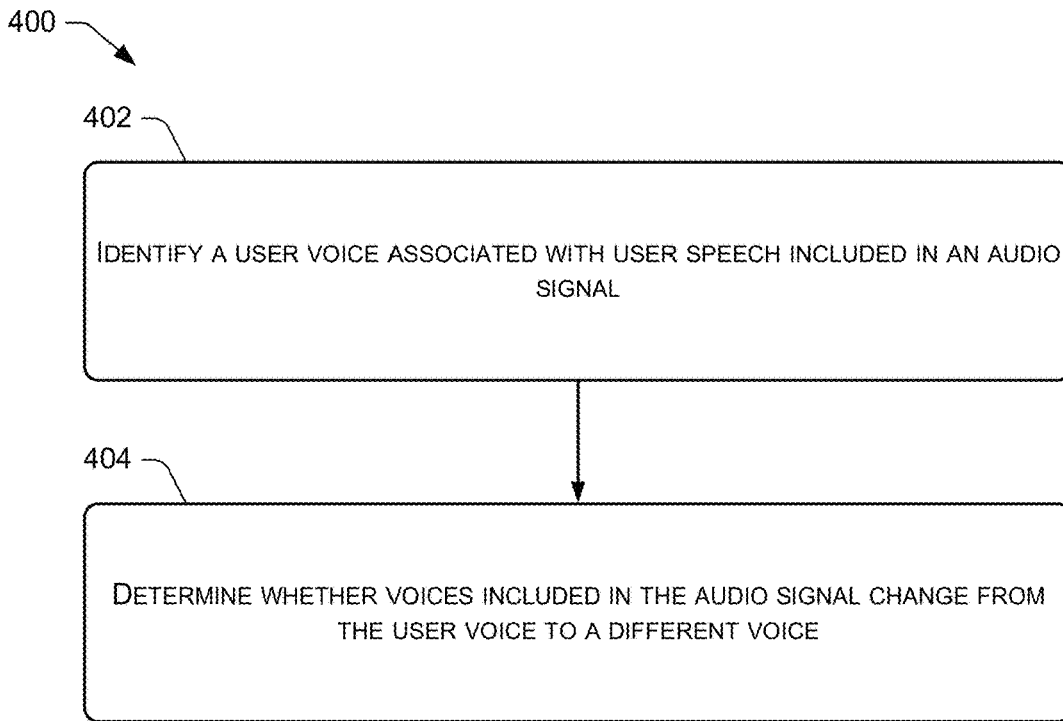 400
402
IDENTIFY A USER VOICE ASSOCIATED WITH USER SPEECH INCLUDED IN AN AUDIO
SIGNAL
404
DETERMINE WHETHER VOICES INCLUDED IN THE AUDIO SIGNAL CHANGE FROM
THE USER VOICE TO A DIFFERENT VOICE